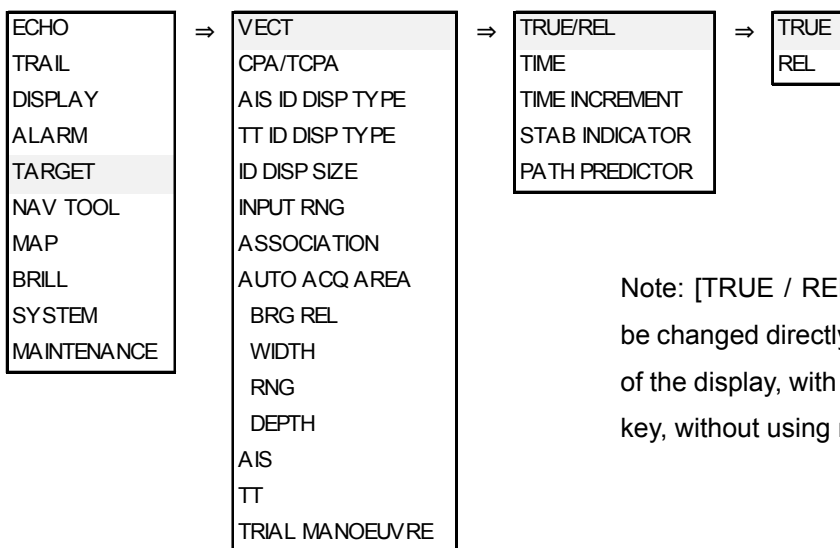 ECHO
TRAIL
DISPLAY
ALARM
TARGET
NAV TOOL
MAP
BRILL
SYSTEM
MAINTENANCE
⇒
VECT
CPA/TCPA
AIS ID DISP TYPE
TT ID DISP TYPE
ID DISP SIZE
INPUT RNG
ASSOCIATION
AUTO ACQ AREA
BRG REL
WIDTH
RNG
DEPTH
AIS
TT
TRIAL MANOEUVRE
⇒
TRUE/REL
TIME
TIME INCREMENT
STAB INDICATOR
PATH PREDICTOR
⇒
TRUE
REL
Note: [TRUE / RE
be changed directly
of the display, with
key, without using